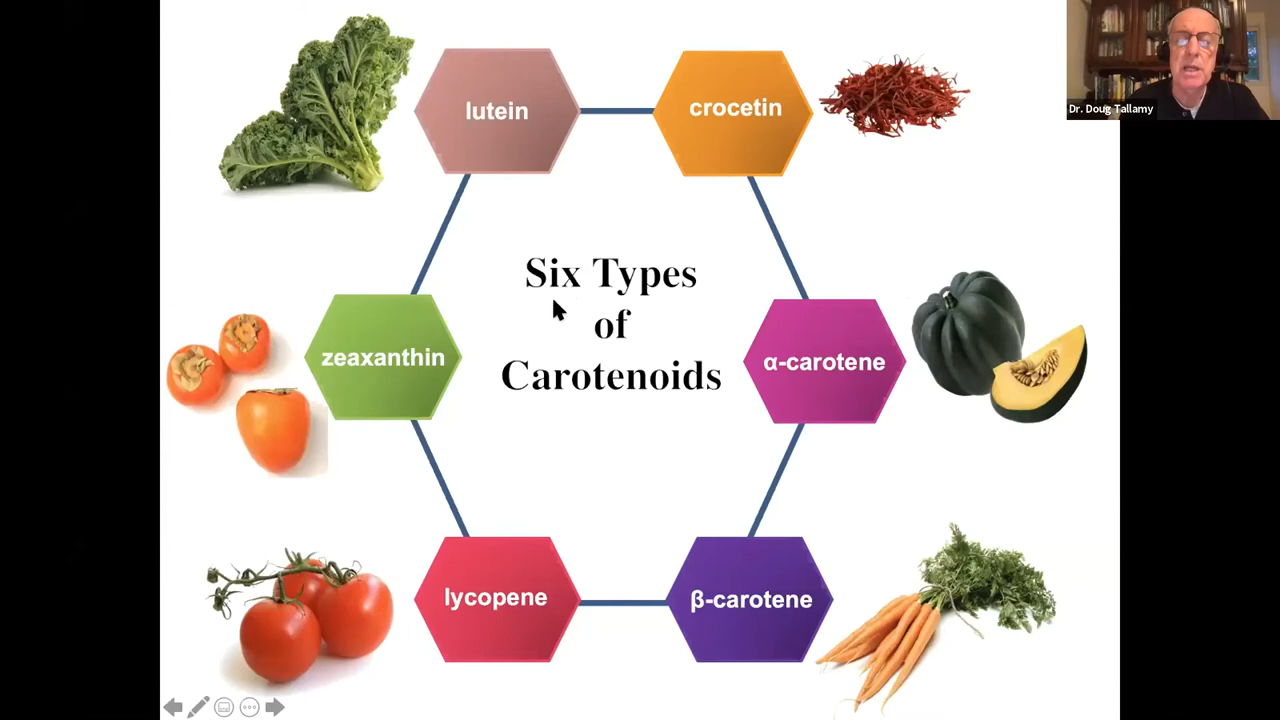 lutein
crocetin
Dr. Doug Tallamy
Six Types
of
Carotenoids
zeaxanthin
α-carotene
lycopene
β-carotene